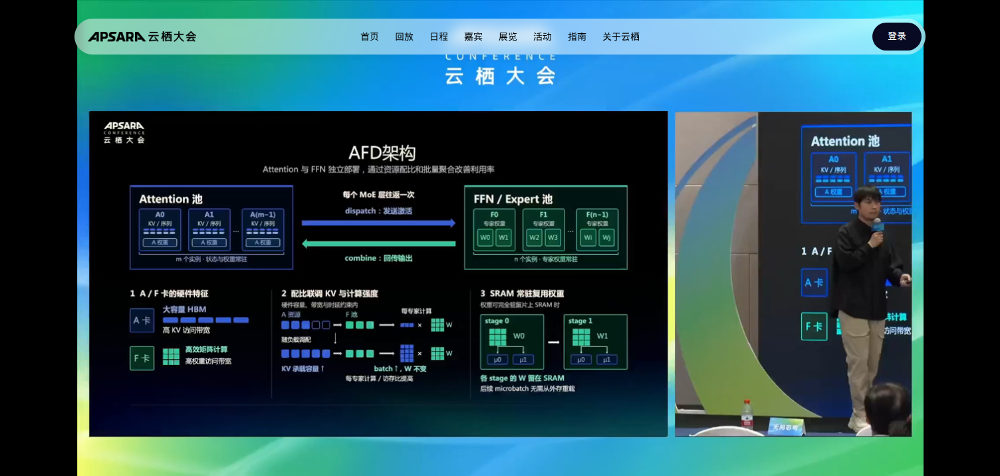 APSARA 云栖大会
首页 回放 日程 嘉宾 展览 活动 指南 关于云栖
登录
CONFERENCE
云栖大会
APSARA
CONFERENCE
云栖大会
AFD架构
Attention 与 FFN 独立部署，通过资源配比和批量聚合改善利用率
Attention 池
A0 A1 A(m−1)
KV / 序列 KV / 序列 KV / 序列
...
A 权重 A 权重 A 权重
m 个实例 · 状态与权重常驻
每个 MoE 层往返一次
dispatch：发送激活
combine：回传输出
FFN / Expert 池
F0 F1 F(n−1)
专家权重 专家权重 专家权重
...
W0 W1 W2 W3 Wi Wj
n 个实例 · 专家权重常驻
1 A / F 卡的硬件特征
A 卡
大容量 HBM
高 KV 访问带宽
F 卡
高效矩阵计算
高权重访问带宽
2 配比联调 KV 与计算强度
硬件容量、带宽与时延约束内
A 资源 F 池 每专家计算
× W
随负载调配
× W
KV 承载容量↑ batch↑，W 不变
每专家计算 / 访存比提高
3 SRAM 常驻复用权重
权重可完全驻留片上 SRAM 时
stage 0 stage 1
W0 W1
μ0 μ1 μ0 μ1
各 stage 的 W 留在 SRAM
后续 microbatch 无需从外存重载
Attention 池
A0 A1
KV / 序列 KV / 序列
A 权重 A 权重
m 状态与权
1 A/F
A 卡
F 卡
阵计算
访问带宽
无问芯穹